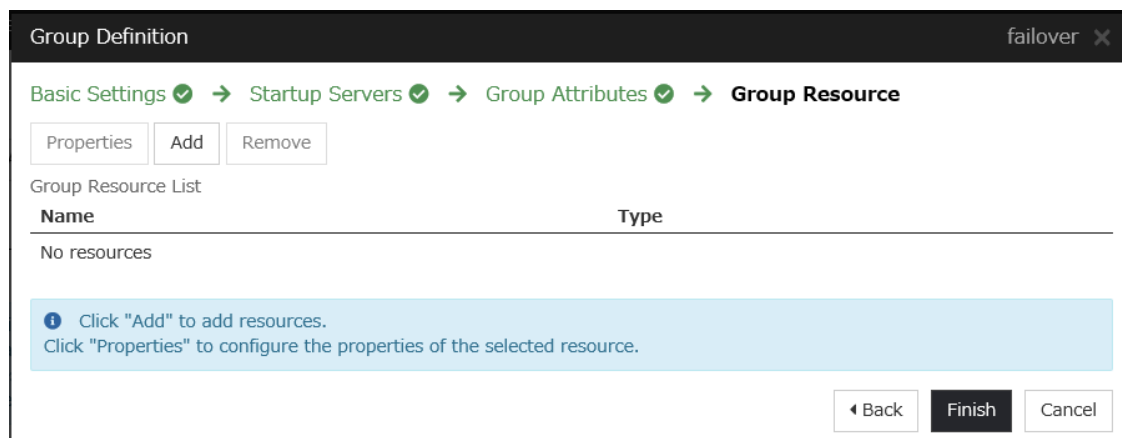 Group Definition failover
Basic Settings → Startup Servers → Group Attributes → Group Resource
Properties Add Remove
Group Resource List
Name Type
No resources
Click "Add" to add resources.
Click "Properties" to configure the properties of the selected resource.
Back Finish Cancel